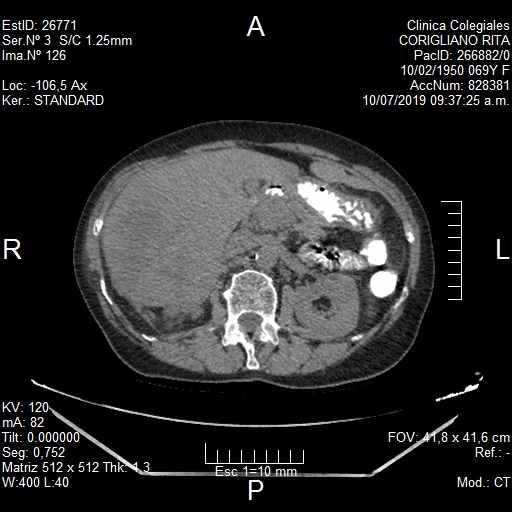 EstID: 26771
Ser.Nº 3 S/C 1.25mm
Ima.Nº 126
Loc: -106,5 Ax
Ker.: STANDARD
A
Clinica Colegiales
CORIGLIANO RITA
PacID: 266882/0
10/02/1950 069Y F
AccNum: 828381
10/07/2019 09:37:25 a.m.
R
L
KV: 120
mA: 82
Tilt: 0.000000
Seg: 0,752
Matriz 512 x 512 Thk: 1.3
W:400 L:40
Esc 1=10 mm
P
FOV: 41,8 x 41,6 cm
Ref.: -
Mod.: CT